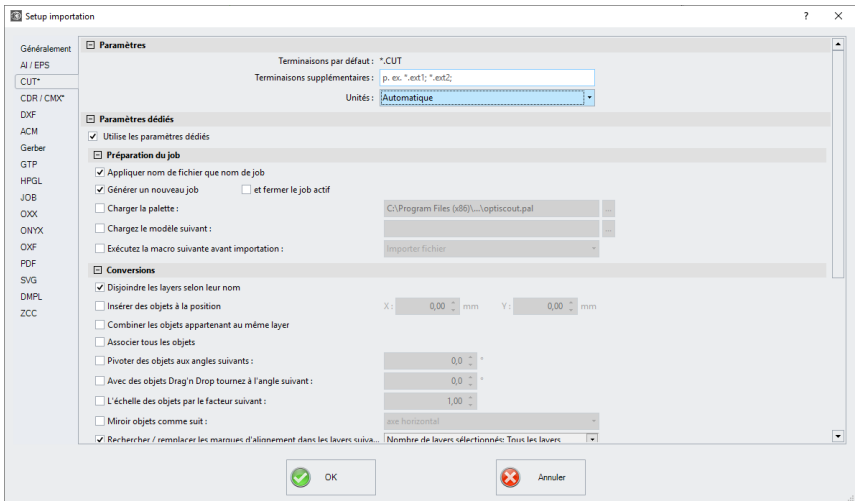 Setup importation
Généralement
AI / EPS
CUT*
CDR / CMX*
DXF
ACM
Gerber
GTP
HPGL
JOB
OXX
ONYX
OXF
PDF
SVG
DMPL
ZCC
Paramètres
Terminaisons par défaut : *.CUT
Terminaisons supplémentaires : p. ex. *.ext1; *.ext2;
Unités : Automatique
Paramètres dédiés
Utilise les paramètres dédiés
Préparation du job
Appliquer nom de fichier que nom de job
Générer un nouveau job et fermer le job actif
Charger la palette : C:\Program Files (x86)\...\optiscout.pal ...
Chargez le modèle suivant : ...
Exécutez la macro suivante avant importation : Importer fichier
Conversions
Disjoindre les layers selon leur nom
Insérer des objets à la position X : 0,00 mm Y : 0,00 mm
Combiner les objets appartenant au même layer
Associer tous les objets
Pivoter des objets aux angles suivants : 0,0 °
Avec des objets Drag'n Drop tournez à l'angle suivant : 0,0 °
L'échelle des objets par le facteur suivant : 1,00
Miroir objets comme suit : axe horizontal
Rechercher / remplacer les marques d'alignement dans les layers suiva... Nombre de layers sélectionnés: Tous les layers
OK
Annuler